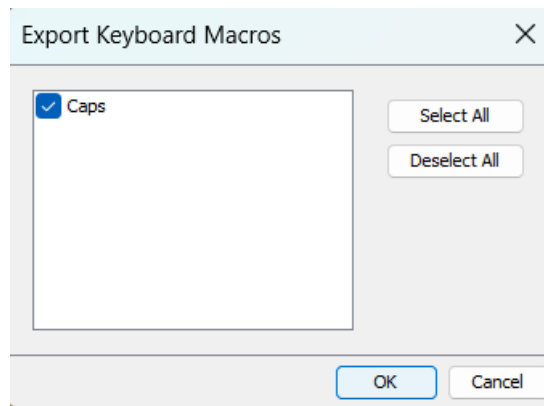 Export Keyboard Macros
Caps
Select All
Deselect All
OK
Cancel